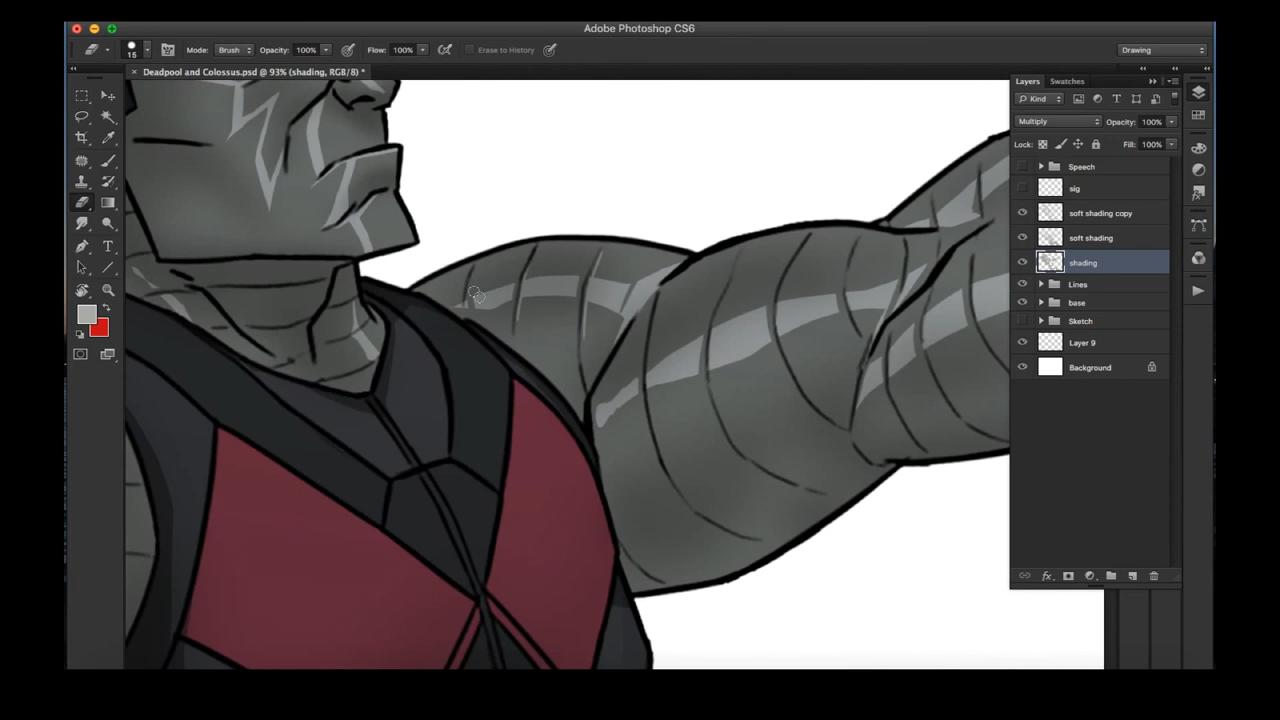 Adobe Photoshop CS6
15
Mode: Brush Opacity: 100% Flow: 100% Erase to History Drawing
× Deadpool and Colossus.psd @ 93% (shading, RGB/8) *
Layers Swatches
Kind
Multiply Opacity: 100%
Lock: Fill: 100%
Speech
sig
soft shading copy
soft shading
shading
Lines
base
Sketch
Layer 9
Background
fx